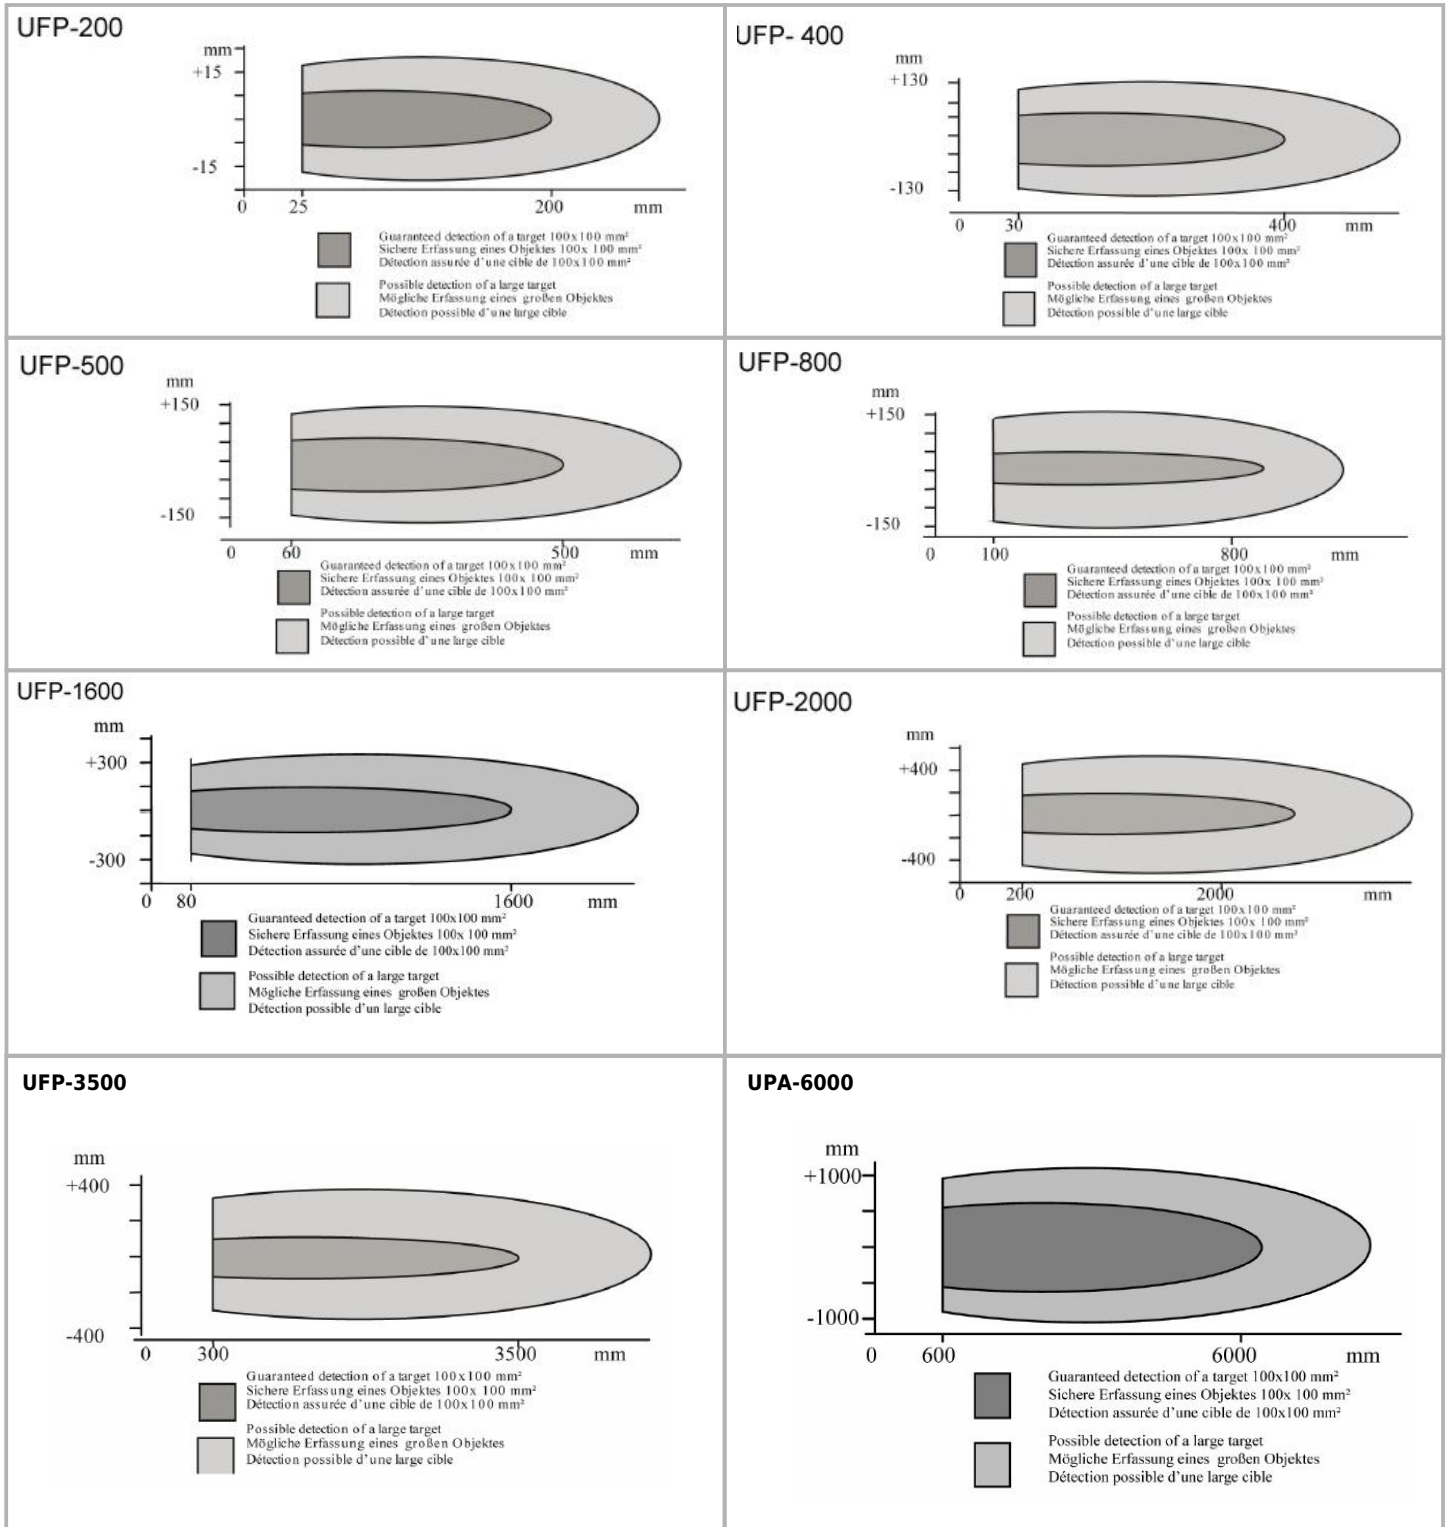 UFP-200
mm
+15
-15
0 25 200 mm
Guaranteed detection of a target 100x100 mm²
Sichere Erfassung eines Objektes 100x 100 mm²
Détection assurée d'une cible de 100x100 mm²
Possible detection of a large target
Mögliche Erfassung eines großen Objektes
Détection possible d'une large cible
UFP- 400
mm
+130
-130
0 30 400 mm
Guaranteed detection of a target 100x100 mm²
Sichere Erfassung eines Objektes 100x 100 mm²
Détection assurée d'une cible de 100x100 mm²
Possible detection of a large target
Mögliche Erfassung eines großen Objektes
Détection possible d'une large cible
UFP-500
mm
+150
-150
0 60 500 mm
Guaranteed detection of a target 100x100 mm²
Sichere Erfassung eines Objektes 100x 100 mm²
Détection assurée d'une cible de 100x100 mm²
Possible detection of a large target
Mögliche Erfassung eines großen Objektes
Détection possible d'une large cible
UFP-800
mm
+150
-150
0 100 800 mm
Guaranteed detection of a target 100x100 mm²
Sichere Erfassung eines Objektes 100x 100 mm²
Détection assurée d'une cible de 100x100 mm²
Possible detection of a large target
Mögliche Erfassung eines großen Objektes
Détection possible d'une large cible
UFP-1600
mm
+300
-300
0 80 1600 mm
Guaranteed detection of a target 100x100 mm²
Sichere Erfassung eines Objektes 100x 100 mm²
Détection assurée d'une cible de 100x100 mm²
Possible detection of a large target
Mögliche Erfassung eines großen Objektes
Détection possible d'un large cible
UFP-2000
mm
+400
-400
0 200 2000 mm
Guaranteed detection of a target 100x100 mm²
Sichere Erfassung eines Objektes 100x 100 mm²
Détection assurée d'une cible de 100x100 mm²
Possible detection of a large target
Mögliche Erfassung eines großen Objektes
Détection possible d'une large cible
UFP-3500
mm
+400
-400
0 300 3500 mm
Guaranteed detection of a target 100x100 mm²
Sichere Erfassung eines Objektes 100x 100 mm²
Détection assurée d'une cible de 100x100 mm²
Possible detection of a large target
Mögliche Erfassung eines großen Objektes
Détection possible d'une large cible
UPA-6000
mm
+1000
-1000
0 600 6000 mm
Guaranteed detection of a target 100x100 mm²
Sichere Erfassung eines Objektes 100x 100 mm²
Détection assurée d'une cible de 100x100 mm²
Possible detection of a large target
Mögliche Erfassung eines großen Objektes
Détection possible d'une large cible